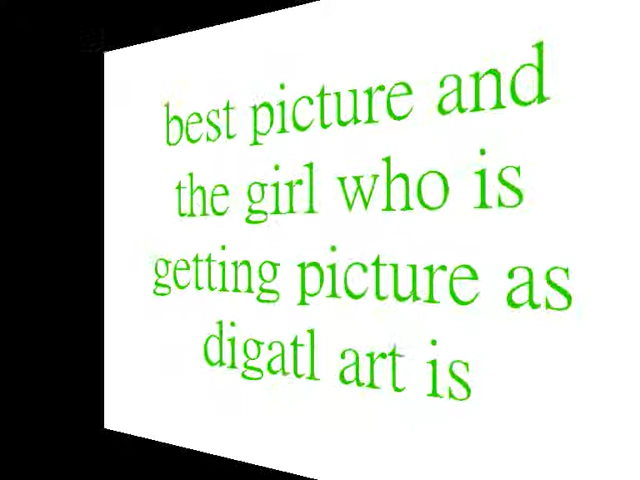 best picture and
the girl who is
getting picture as
digatl art is